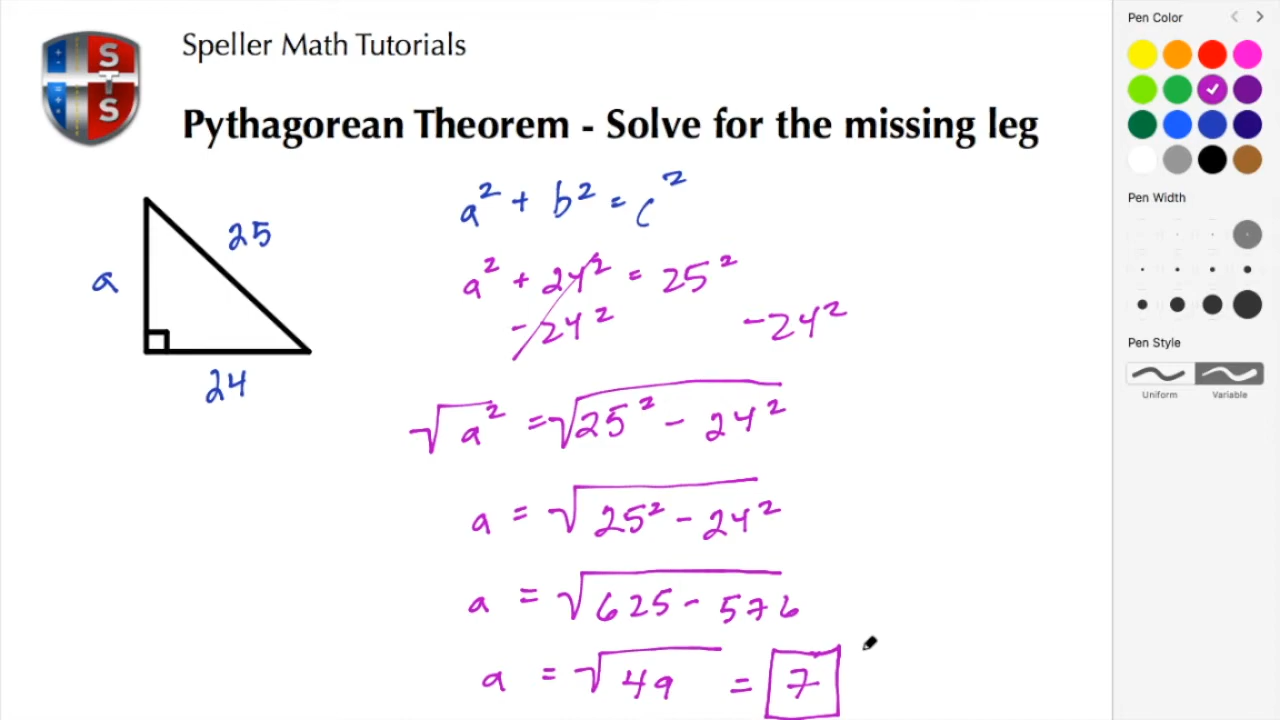 STS
Speller Math Tutorials
Pythagorean Theorem - Solve for the missing leg
a² + b² = c²
25
a
24
a² + 24² = 25²
-24² -24²
√a² = √25² - 24²
a = √25² - 24²
a = √625 - 576
a = √49 = 7
Pen Color
Pen Width
Pen Style
Uniform Variable